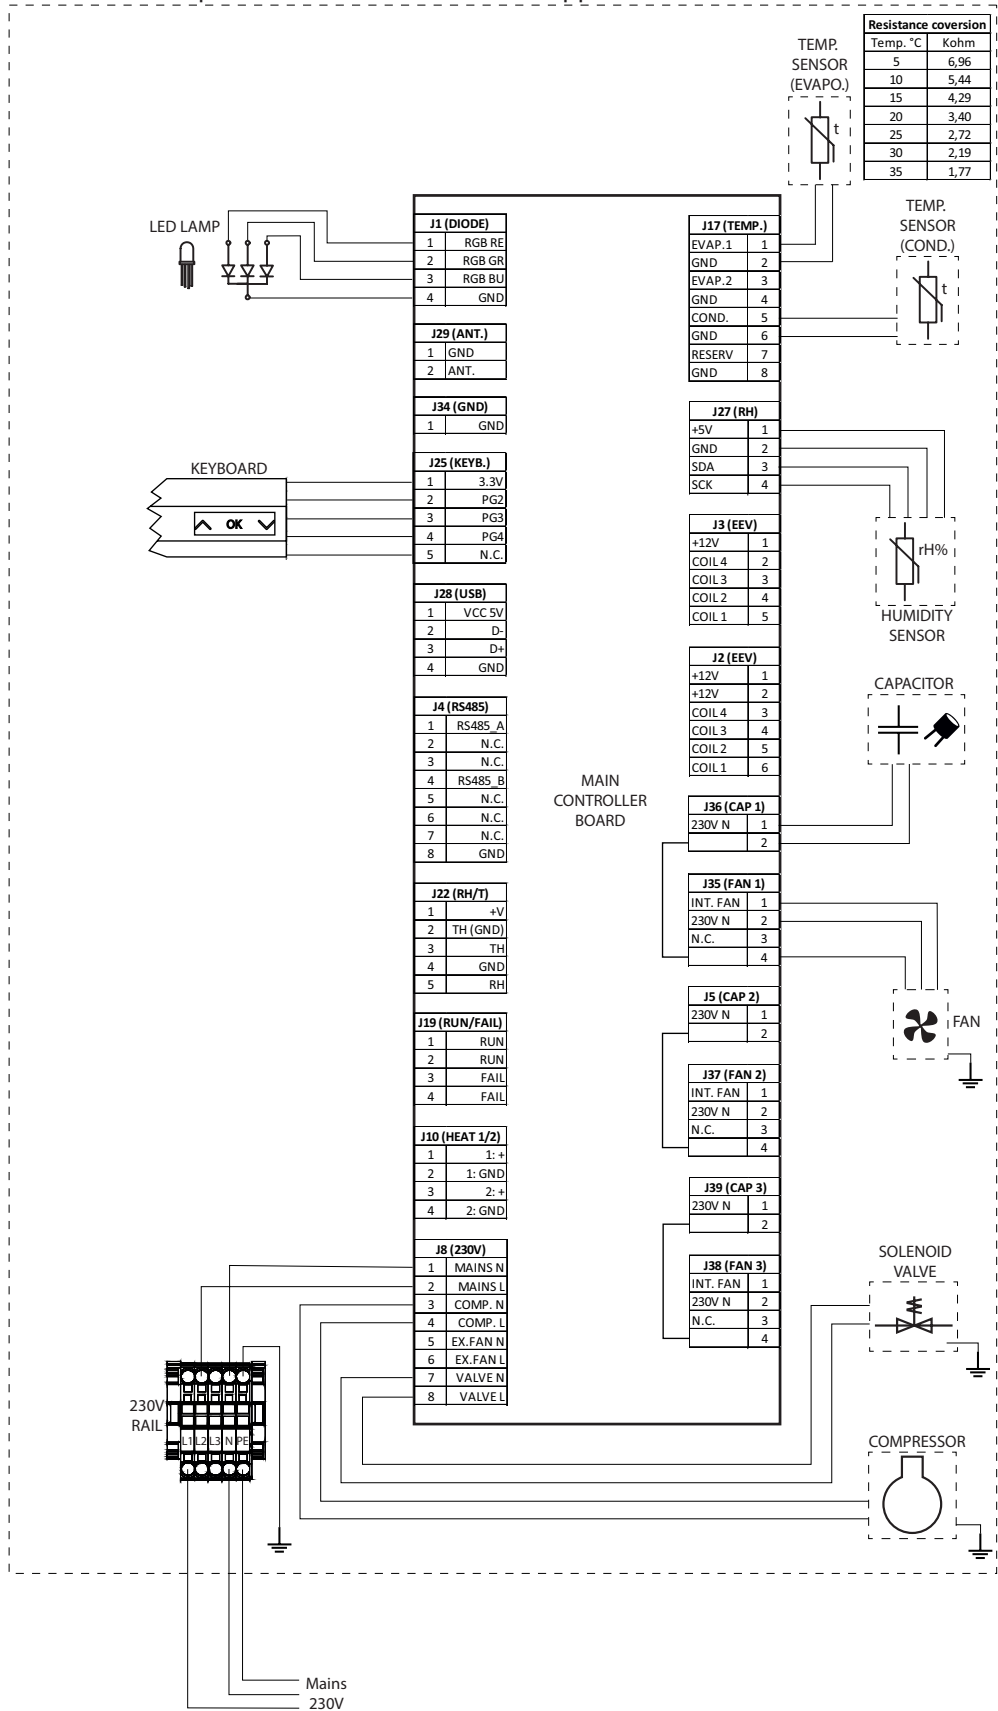 Resistance coversion
Temp. °C Kohm
5 6,96
10 5,44
15 4,29
20 3,40
25 2,72
30 2,19
35 1,77
TEMP.
SENSOR
(EVAPO.)
t
TEMP.
SENSOR
(COND.)
t
LED LAMP
J1 (DIODE)
1 RGB RE
2 RGB GR
3 RGB BU
4 GND
J29 (ANT.)
1 GND
2 ANT.
J34 (GND)
1 GND
KEYBOARD
OK
J25 (KEYB.)
1 3.3V
2 PG2
3 PG3
4 PG4
5 N.C.
J28 (USB)
1 VCC 5V
2 D-
3 D+
4 GND
J4 (RS485)
1 RS485_A
2 N.C.
3 N.C.
4 RS485_B
5 N.C.
6 N.C.
7 N.C.
8 GND
J22 (RH/T)
1 +V
2 TH (GND)
3 TH
4 GND
5 RH
J19 (RUN/FAIL)
1 RUN
2 RUN
3 FAIL
4 FAIL
J10 (HEAT 1/2)
1 1: +
2 1: GND
3 2: +
4 2: GND
J8 (230V)
1 MAINS N
2 MAINS L
3 COMP. N
4 COMP. L
5 EX.FAN N
6 EX.FAN L
7 VALVE N
8 VALVE L
MAIN
CONTROLLER
BOARD
J17 (TEMP.)
EVAP.1 1
GND 2
EVAP.2 3
GND 4
COND. 5
GND 6
RESERV 7
GND 8
J27 (RH)
+5V 1
GND 2
SDA 3
SCK 4
rH%
HUMIDITY
SENSOR
J3 (EEV)
+12V 1
COIL 4 2
COIL 3 3
COIL 2 4
COIL 1 5
J2 (EEV)
+12V 1
+12V 2
COIL 4 3
COIL 3 4
COIL 2 5
COIL 1 6
CAPACITOR
J36 (CAP 1)
230V N 1
2
J35 (FAN 1)
INT. FAN 1
230V N 2
N.C. 3
4
FAN
J5 (CAP 2)
230V N 1
2
J37 (FAN 2)
INT. FAN 1
230V N 2
N.C. 3
4
J39 (CAP 3)
230V N 1
2
J38 (FAN 3)
INT. FAN 1
230V N 2
N.C. 3
4
SOLENOID
VALVE
COMPRESSOR
230V
RAIL
L1 L2 L3 N PE
Mains
230V